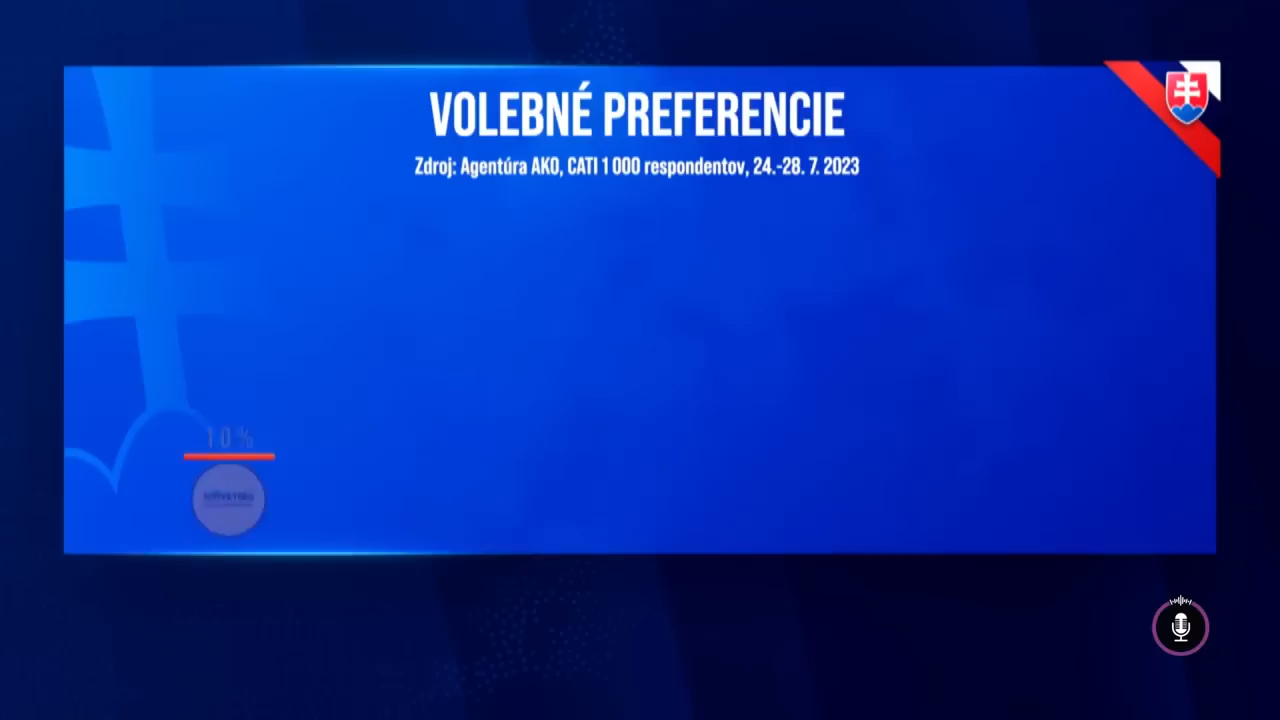 VOLEBNÉ PREFERENCIE
Zdroj: Agentúra AKO, CATI 1 000 respondentov, 24.-28. 7. 2023
10%